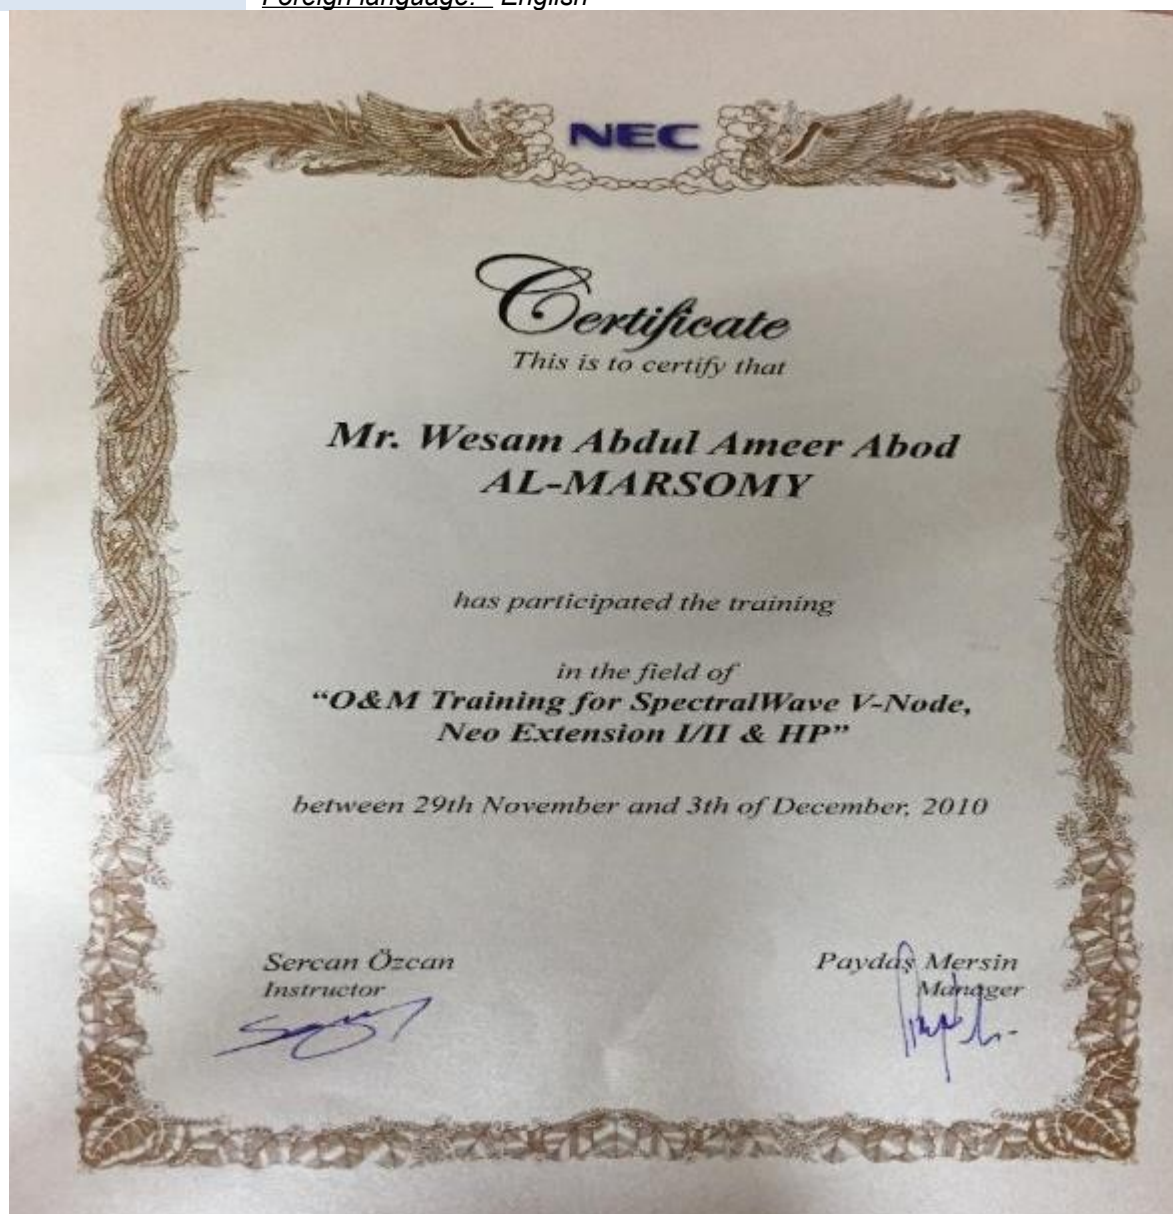 Foreign language: English
NEC
Certificate
This is to certify that
Mr. Wesam Abdul Ameer Abod
AL-MARSOMY
has participated the training
in the field of
“O&M Training for SpectralWave V-Node,
Neo Extension I/II & HP”
between 29th November and 3th of December, 2010
Sercan Özcan
Instructor
Paydaş Mersin
Manager